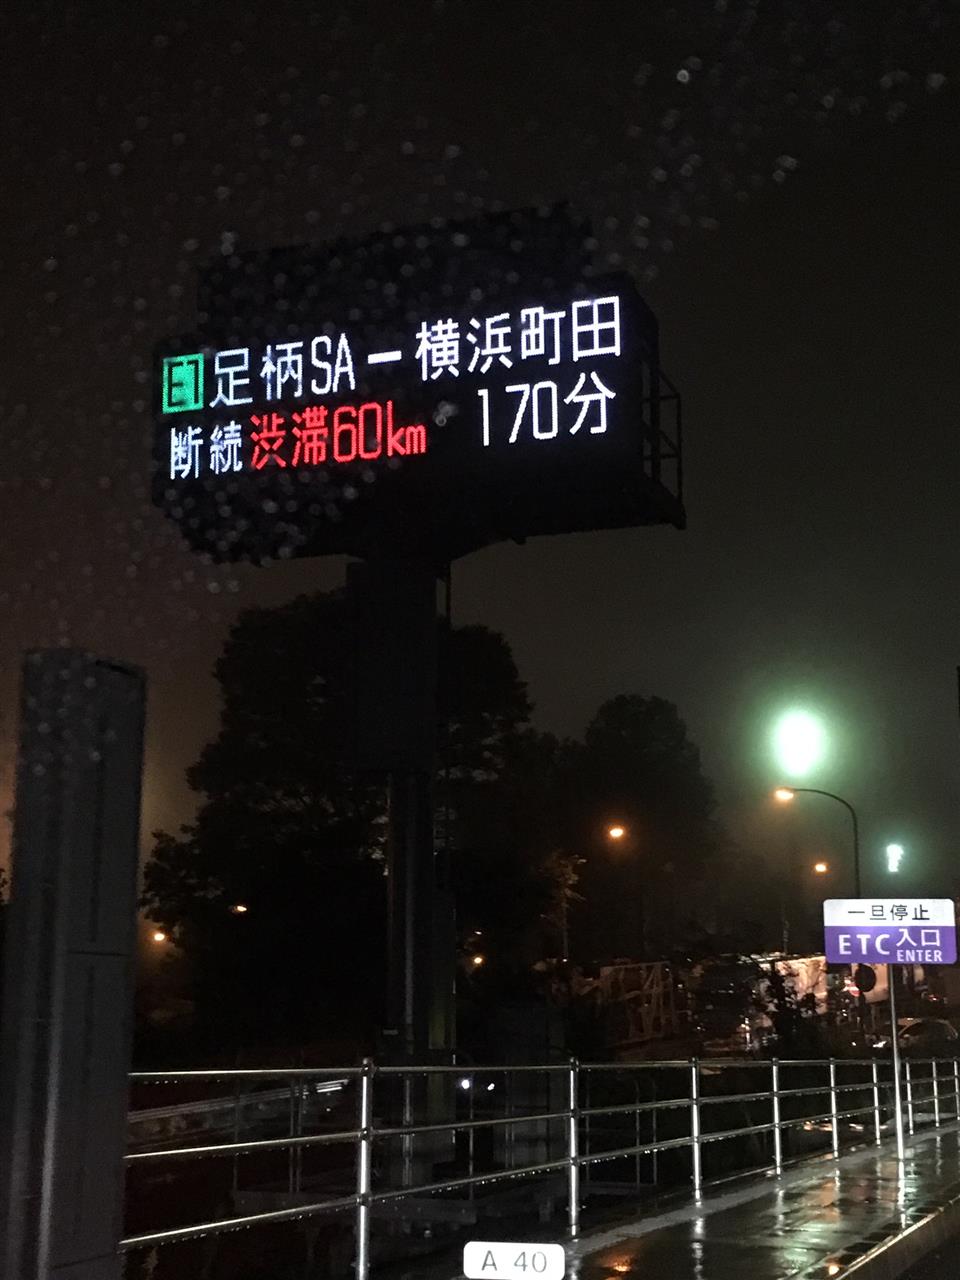 E1 足柄SAー横浜町田
断続渋滞60km 170分
一旦停止
ETC 入口
ENTER
A 40